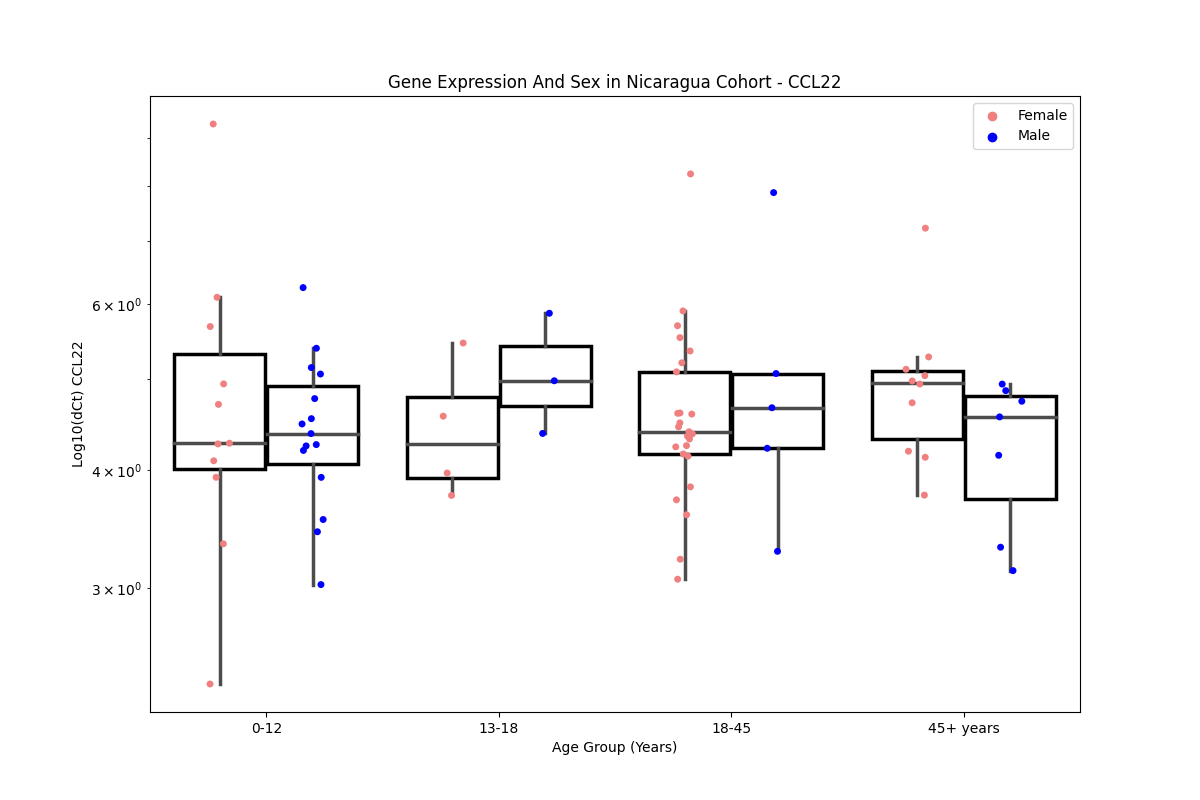 Gene Expression And Sex in Nicaragua Cohort - CCL22
Female
Male
Log10(dCt) CCL22
6 × 10⁰
4 × 10⁰
3 × 10⁰
0-12
13-18
18-45
45+ years
Age Group (Years)